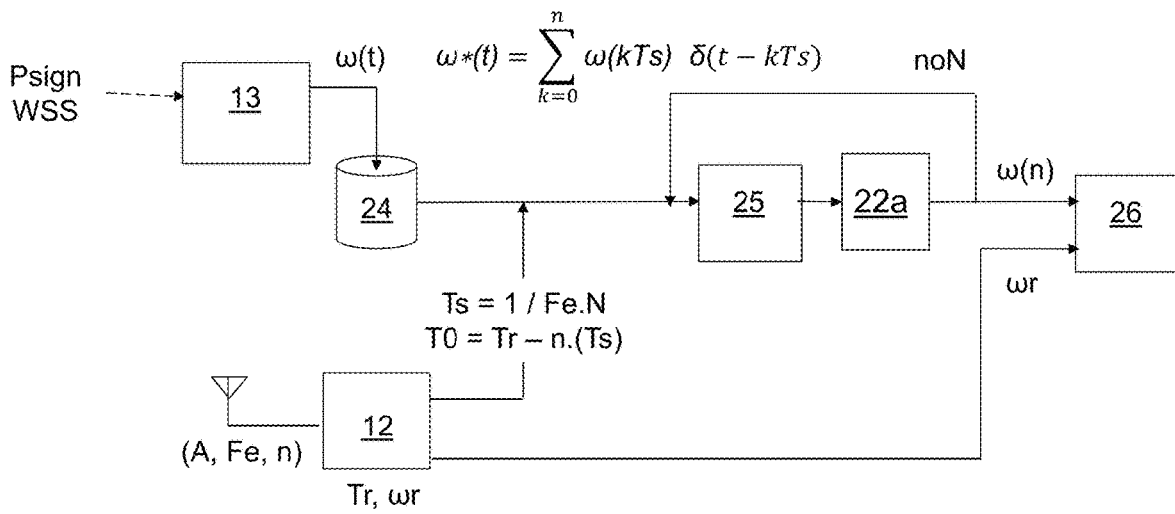 ω(t)
ω*(t) = ∑_{k=0}^{n} ω(kTs) δ(t − kTs)
noN
Psign
WSS
13
24
25
22a
ω(n)
26
ωr
Ts = 1 / Fe.N
T0 = Tr – n.(Ts)
12
(A, Fe, n)
Tr, ωr